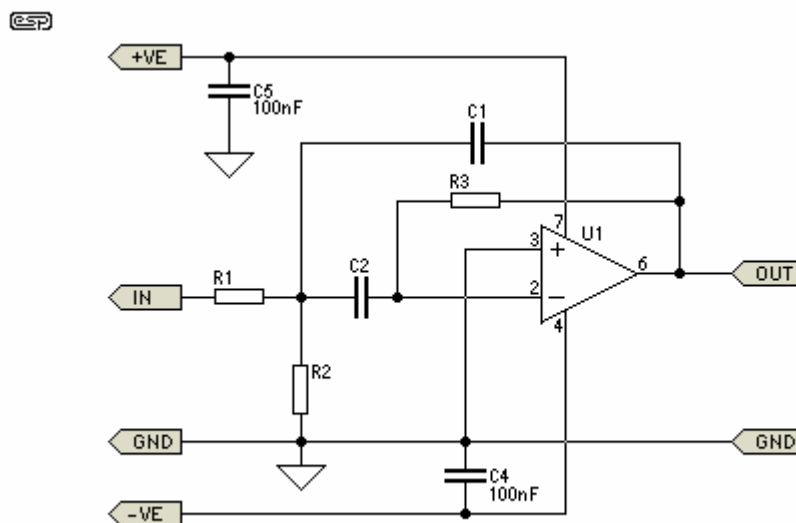 esp
+VE
C5
100nF
C1
R3
7
U1
3
+
6
OUT
C2
R1
IN
2
−
4
R2
GND
GND
C4
100nF
-VE